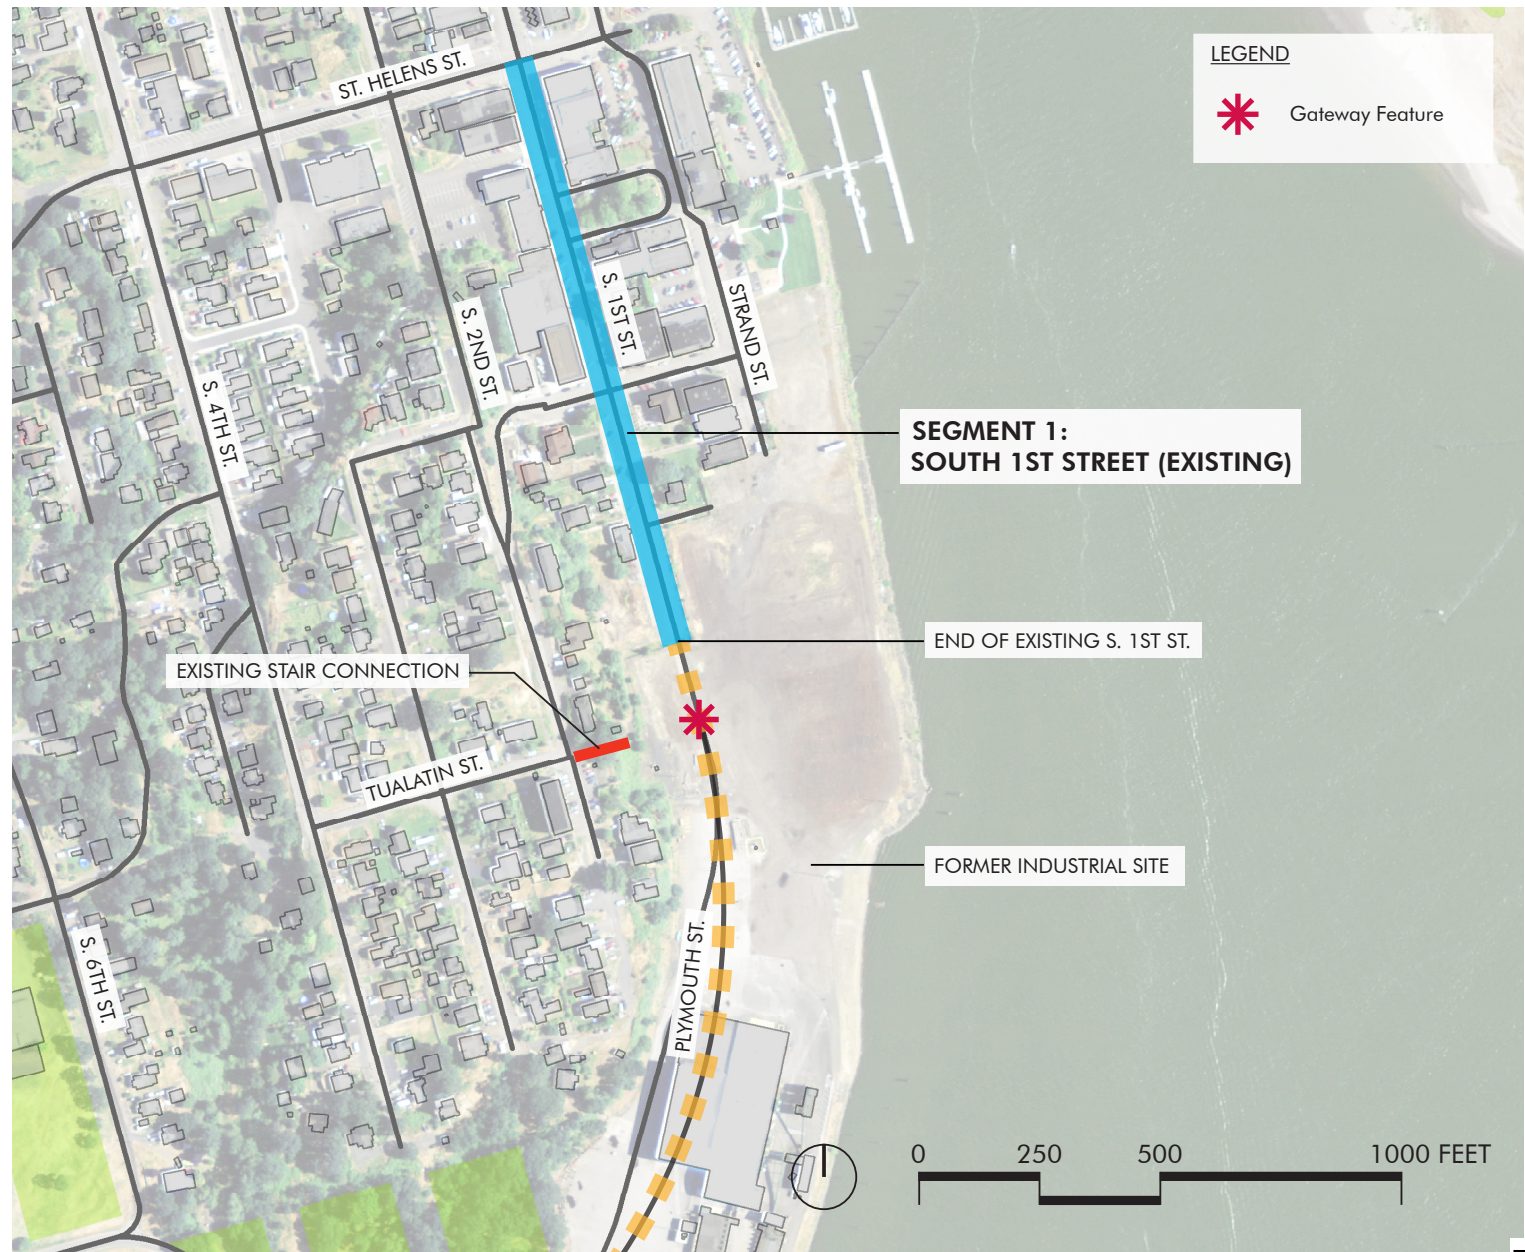 LEGEND
Gateway Feature
ST. HELENS ST.
S. 1ST ST.
STRAND ST.
S. 2ND ST.
S. 4TH ST.
SEGMENT 1:
SOUTH 1ST STREET (EXISTING)
END OF EXISTING S. 1ST ST.
EXISTING STAIR CONNECTION
TUALATIN ST.
FORMER INDUSTRIAL SITE
PLYMOUTH ST.
S. 6TH ST.
0 250 500 1000 FEET